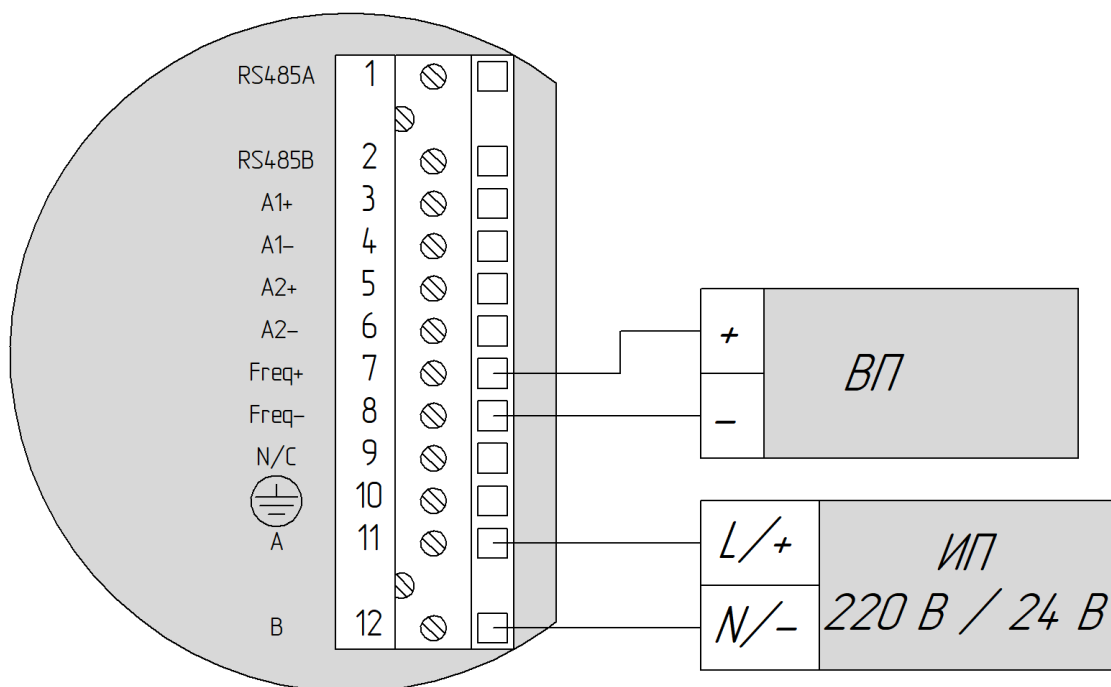 RS485A 1
RS485B 2
A1+ 3
A1- 4
A2+ 5
A2- 6
Freq+ 7
Freq- 8
N/C 9
10
A 11
B 12
+
-
ВП
L/+
N/-
ИП
220 В / 24 В